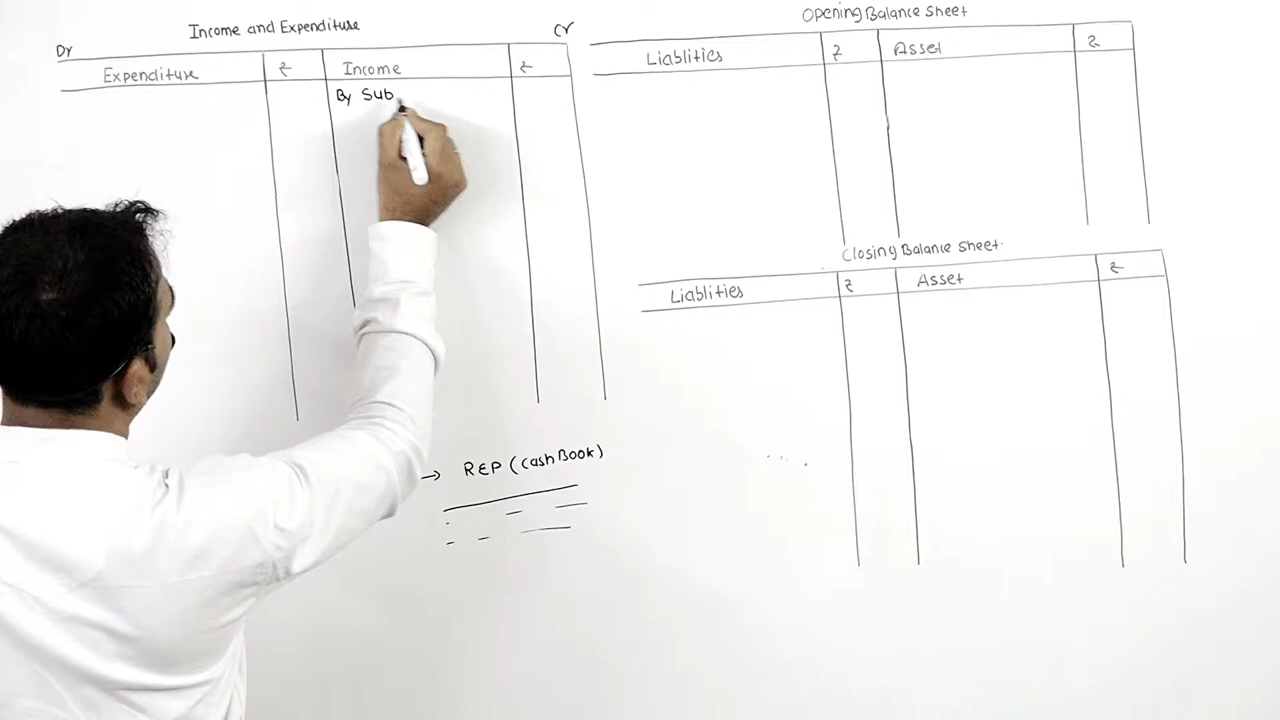 Income and Expenditure
Dr
Cr
Expenditure ₹ Income ₹
By Sub
→ REP (cash Book)
Opening Balance Sheet
Liablities ₹ Asset ₹
Closing Balance Sheet.
Liablities ₹ Asset ₹